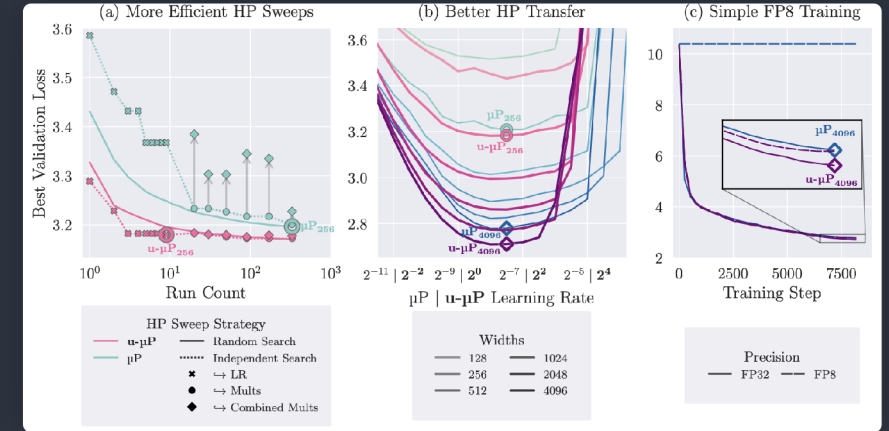 (a) More Efficient HP Sweeps
3.6
3.5
3.4
3.3
3.2
Best Validation Loss
u-µP256
µP256
10^0 10^1 10^2 10^3
Run Count
HP Sweep Strategy
u-µP
µP
Random Search
Independent Search
↪ LR
↪ Mults
↪ Combined Mults
(b) Better HP Transfer
3.6
3.4
3.2
3.0
2.8
µP256
u-µP256
µP4096
u-µP4096
2^-11 | 2^-2 2^-9 | 2^0 2^-7 | 2^2 2^-5 | 2^4
µP | u-µP Learning Rate
Widths
128 1024
256 2048
512 4096
(c) Simple FP8 Training
10
8
6
4
2
µP4096
u-µP4096
0 2500 5000 7500
Training Step
Precision
FP32 FP8